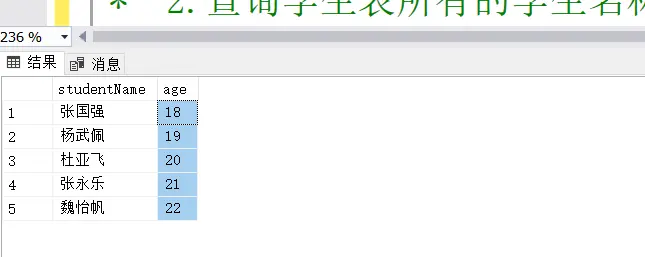 * 2.查询学生表所有的学生名称
236 %
结果 消息
studentName age
1 张国强 18
2 杨武佩 19
3 杜亚飞 20
4 张永乐 21
5 魏怡帆 22